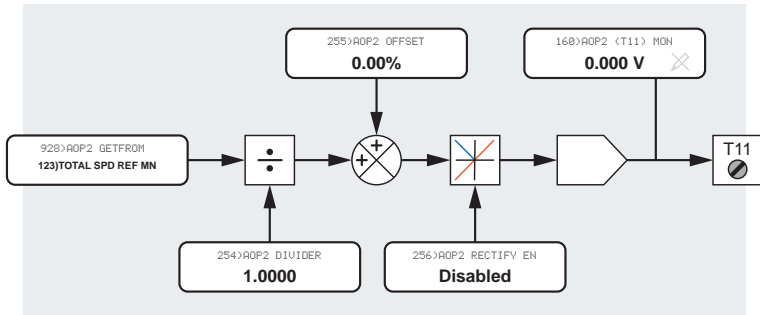 255)AOP2 OFFSET
0.00%
160)AOP2 (T11) MON
0.000 V
928)AOP2 GETFROM
123)TOTAL SPD REF MN
÷
+
+
T11
254)AOP2 DIVIDER
1.0000
256)AOP2 RECTIFY EN
Disabled